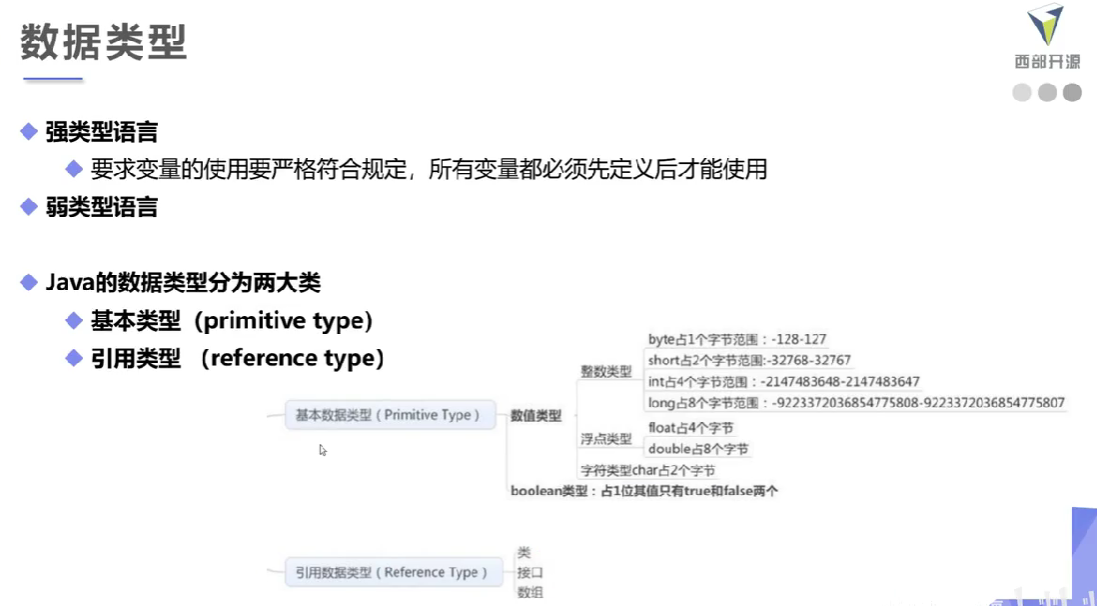 数据类型
西部开源
强类型语言
要求变量的使用要严格符合规定，所有变量都必须先定义后才能使用
弱类型语言
Java的数据类型分为两大类
基本类型（primitive type）
引用类型 （reference type）
基本数据类型 ( Primitive Type )
数值类型
整数类型
byte占1个字节范围：-128-127
short占2个字节范围:-32768-32767
int占4个字节范围：-2147483648-2147483647
long占8个字节范围：-9223372036854775808-9223372036854775807
浮点类型
float占4个字节
double占8个字节
字符类型char占2个字节
boolean类型：占1位其值只有true和false两个
引用数据类型 ( Reference Type )
类
接口
数组